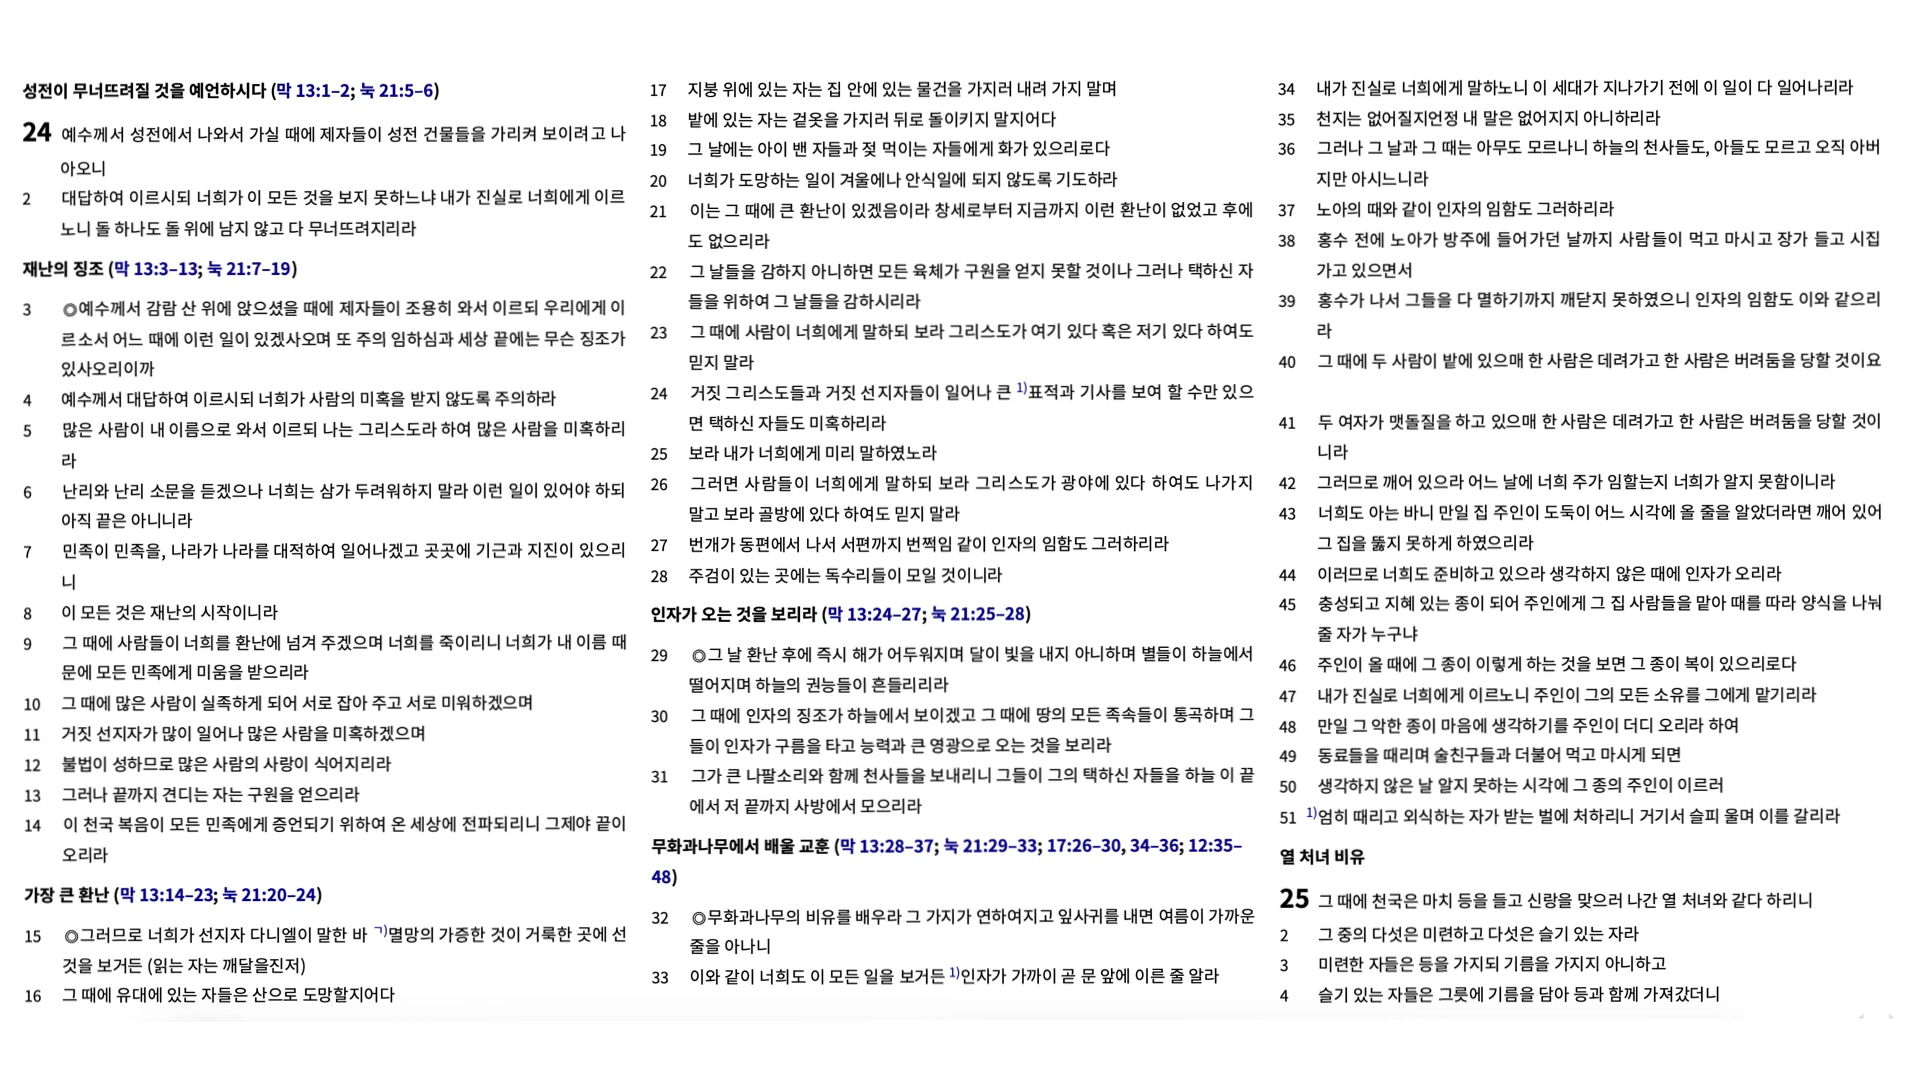 성전이 무너뜨려질 것을 예언하시다 (막 13:1–2; 눅 21:5–6)
24 예수께서 성전에서 나와서 가실 때에 제자들이 성전 건물들을 가리켜 보이려고 나
아오니
2 대답하여 이르시되 너희가 이 모든 것을 보지 못하느냐 내가 진실로 너희에게 이르
노니 돌 하나도 돌 위에 남지 않고 다 무너뜨려지리라
재난의 징조 (막 13:3–13; 눅 21:7–19)
3 ◎예수께서 감람 산 위에 앉으셨을 때에 제자들이 조용히 와서 이르되 우리에게 이
르소서 어느 때에 이런 일이 있겠사오며 또 주의 임하심과 세상 끝에는 무슨 징조가
있사오리이까
4 예수께서 대답하여 이르시되 너희가 사람의 미혹을 받지 않도록 주의하라
5 많은 사람이 내 이름으로 와서 이르되 나는 그리스도라 하여 많은 사람을 미혹하리
라
6 난리와 난리 소문을 듣겠으나 너희는 삼가 두려워하지 말라 이런 일이 있어야 하되
아직 끝은 아니니라
7 민족이 민족을, 나라가 나라를 대적하여 일어나겠고 곳곳에 기근과 지진이 있으리
니
8 이 모든 것은 재난의 시작이니라
9 그 때에 사람들이 너희를 환난에 넘겨 주겠으며 너희를 죽이리니 너희가 내 이름 때
문에 모든 민족에게 미움을 받으리라
10 그 때에 많은 사람이 실족하게 되어 서로 잡아 주고 서로 미워하겠으며
11 거짓 선지자가 많이 일어나 많은 사람을 미혹하겠으며
12 불법이 성하므로 많은 사람의 사랑이 식어지리라
13 그러나 끝까지 견디는 자는 구원을 얻으리라
14 이 천국 복음이 모든 민족에게 증언되기 위하여 온 세상에 전파되리니 그제야 끝이
오리라
가장 큰 환난 (막 13:14–23; 눅 21:20–24)
15 ◎그러므로 너희가 선지자 다니엘이 말한 바 ㄱ)멸망의 가증한 것이 거룩한 곳에 선
것을 보거든 (읽는 자는 깨달을진저)
16 그 때에 유대에 있는 자들은 산으로 도망할지어다
17 지붕 위에 있는 자는 집 안에 있는 물건을 가지러 내려 가지 말며
18 밭에 있는 자는 겉옷을 가지러 뒤로 돌이키지 말지어다
19 그 날에는 아이 밴 자들과 젖 먹이는 자들에게 화가 있으리로다
20 너희가 도망하는 일이 겨울에나 안식일에 되지 않도록 기도하라
21 이는 그 때에 큰 환난이 있겠음이라 창세로부터 지금까지 이런 환난이 없었고 후에
도 없으리라
22 그 날들을 감하지 아니하면 모든 육체가 구원을 얻지 못할 것이나 그러나 택하신 자
들을 위하여 그 날들을 감하시리라
23 그 때에 사람이 너희에게 말하되 보라 그리스도가 여기 있다 혹은 저기 있다 하여도
믿지 말라
24 거짓 그리스도들과 거짓 선지자들이 일어나 큰 1)표적과 기사를 보여 할 수만 있으
면 택하신 자들도 미혹하리라
25 보라 내가 너희에게 미리 말하였노라
26 그러면 사람들이 너희에게 말하되 보라 그리스도가 광야에 있다 하여도 나가지
말고 보라 골방에 있다 하여도 믿지 말라
27 번개가 동편에서 나서 서편까지 번쩍임 같이 인자의 임함도 그러하리라
28 주검이 있는 곳에는 독수리들이 모일 것이니라
인자가 오는 것을 보리라 (막 13:24–27; 눅 21:25–28)
29 ◎그 날 환난 후에 즉시 해가 어두워지며 달이 빛을 내지 아니하며 별들이 하늘에서
떨어지며 하늘의 권능들이 흔들리리라
30 그 때에 인자의 징조가 하늘에서 보이겠고 그 때에 땅의 모든 족속들이 통곡하며 그
들이 인자가 구름을 타고 능력과 큰 영광으로 오는 것을 보리라
31 그가 큰 나팔소리와 함께 천사들을 보내리니 그들이 그의 택하신 자들을 하늘 이 끝
에서 저 끝까지 사방에서 모으리라
무화과나무에서 배울 교훈 (막 13:28–37; 눅 21:29–33; 17:26–30, 34–36; 12:35–
48)
32 ◎무화과나무의 비유를 배우라 그 가지가 연하여지고 잎사귀를 내면 여름이 가까운
줄을 아나니
33 이와 같이 너희도 이 모든 일을 보거든 1)인자가 가까이 곧 문 앞에 이른 줄 알라
34 내가 진실로 너희에게 말하노니 이 세대가 지나가기 전에 이 일이 다 일어나리라
35 천지는 없어질지언정 내 말은 없어지지 아니하리라
36 그러나 그 날과 그 때는 아무도 모르나니 하늘의 천사들도, 아들도 모르고 오직 아버
지만 아시느니라
37 노아의 때와 같이 인자의 임함도 그러하리라
38 홍수 전에 노아가 방주에 들어가던 날까지 사람들이 먹고 마시고 장가 들고 시집
가고 있으면서
39 홍수가 나서 그들을 다 멸하기까지 깨닫지 못하였으니 인자의 임함도 이와 같으리
라
40 그 때에 두 사람이 밭에 있으매 한 사람은 데려가고 한 사람은 버려둠을 당할 것이요
41 두 여자가 맷돌질을 하고 있으매 한 사람은 데려가고 한 사람은 버려둠을 당할 것이
니라
42 그러므로 깨어 있으라 어느 날에 너희 주가 임할는지 너희가 알지 못함이니라
43 너희도 아는 바니 만일 집 주인이 도둑이 어느 시각에 올 줄을 알았더라면 깨어 있어
그 집을 뚫지 못하게 하였으리라
44 이러므로 너희도 준비하고 있으라 생각하지 않은 때에 인자가 오리라
45 충성되고 지혜 있는 종이 되어 주인에게 그 집 사람들을 맡아 때를 따라 양식을 나눠
줄 자가 누구냐
46 주인이 올 때에 그 종이 이렇게 하는 것을 보면 그 종이 복이 있으리로다
47 내가 진실로 너희에게 이르노니 주인이 그의 모든 소유를 그에게 맡기리라
48 만일 그 악한 종이 마음에 생각하기를 주인이 더디 오리라 하여
49 동료들을 때리며 술친구들과 더불어 먹고 마시게 되면
50 생각하지 않은 날 알지 못하는 시각에 그 종의 주인이 이르러
51 1)엄히 때리고 외식하는 자가 받는 벌에 처하리니 거기서 슬피 울며 이를 갈리라
열 처녀 비유
25 그 때에 천국은 마치 등을 들고 신랑을 맞으러 나간 열 처녀와 같다 하리니
2 그 중의 다섯은 미련하고 다섯은 슬기 있는 자라
3 미련한 자들은 등을 가지되 기름을 가지지 아니하고
4 슬기 있는 자들은 그릇에 기름을 담아 등과 함께 가져갔더니